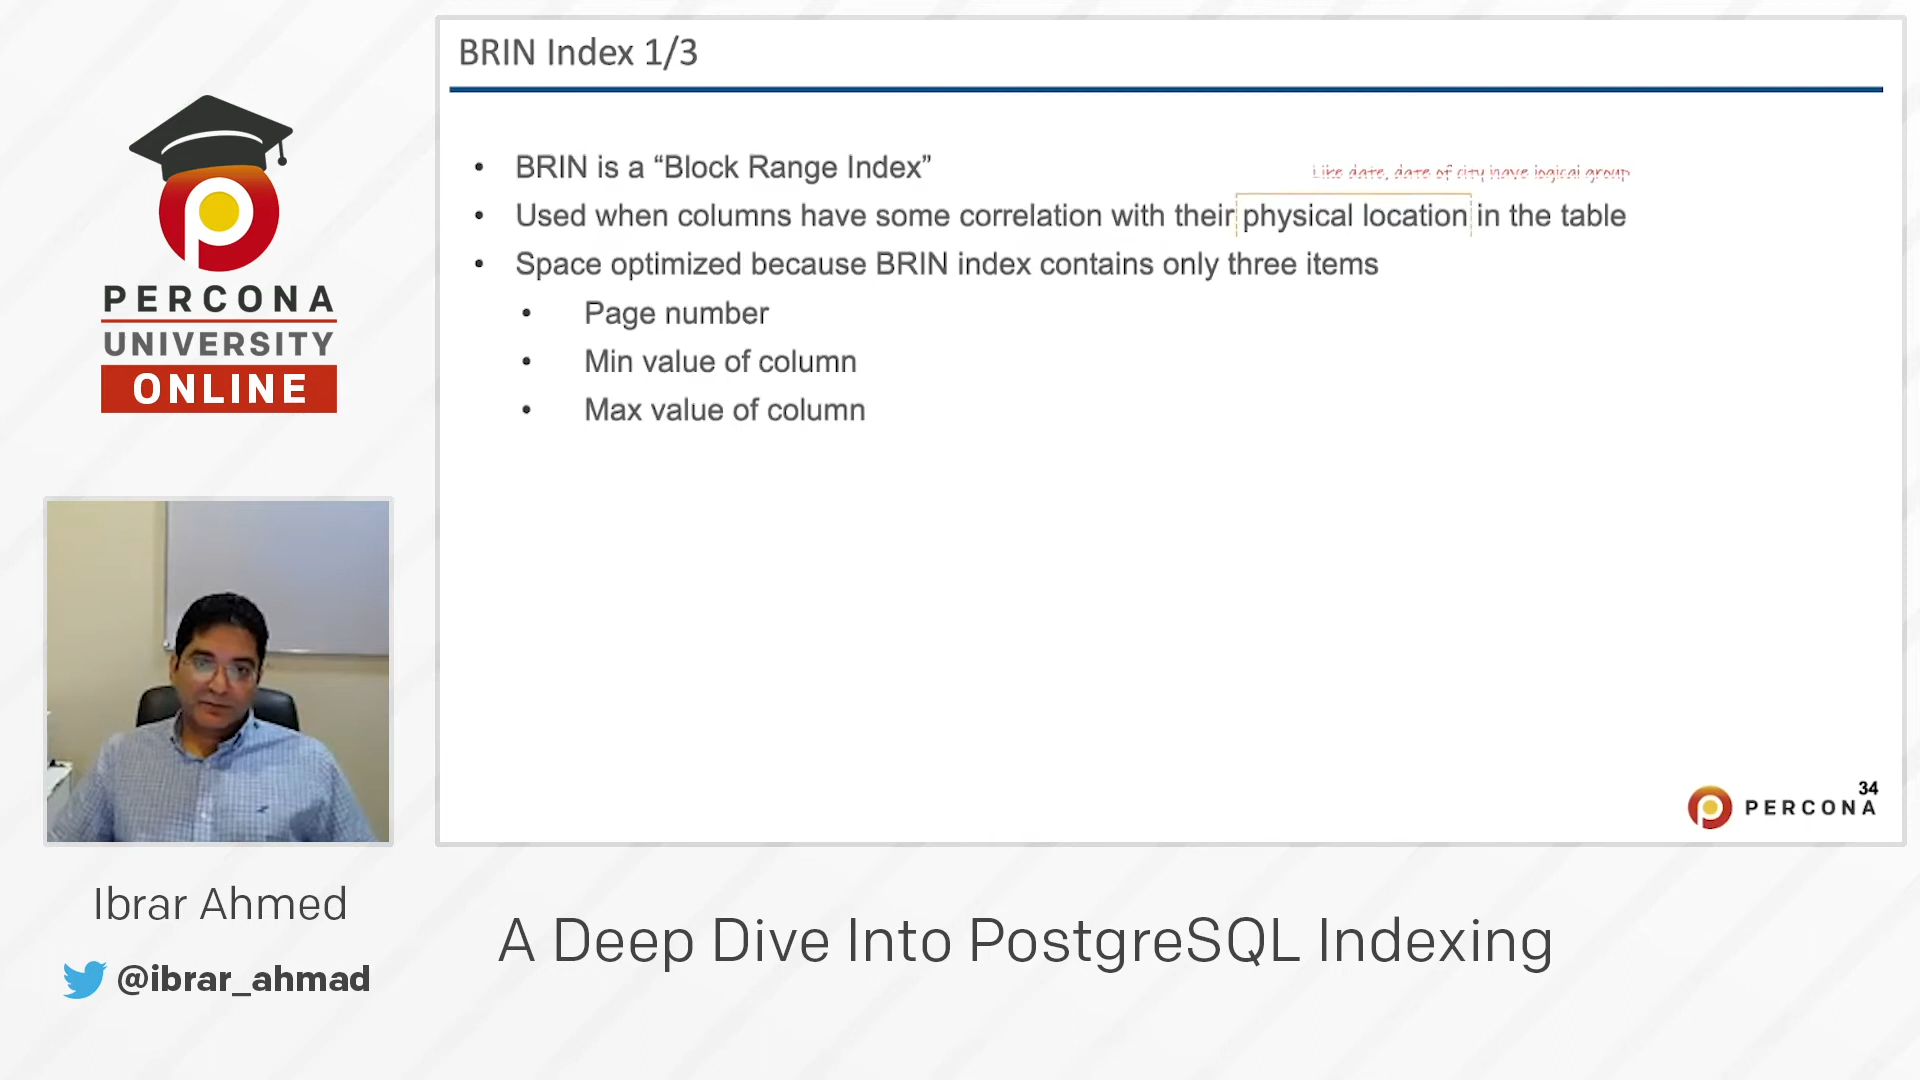 BRIN Index 1/3
• BRIN is a “Block Range Index”
Like date, date of city have logical group
• Used when columns have some correlation with their physical location in the table
• Space optimized because BRIN index contains only three items
• Page number
• Min value of column
• Max value of column
34
PERCONA
PERCONA
UNIVERSITY
ONLINE
Ibrar Ahmed
@ibrar_ahmad
A Deep Dive Into PostgreSQL Indexing